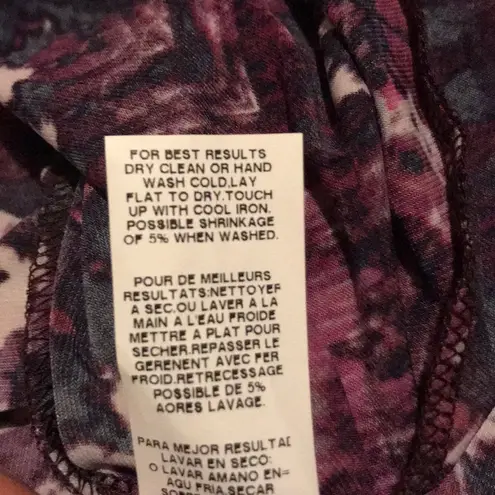 FOR BEST RESULTS
DRY CLEAN OR HAND
WASH COLD,LAY
FLAT TO DRY.TOUCH
UP WITH COOL IRON.
POSSIBLE SHRINKAGE
OF 5% WHEN WASHED.
POUR DE MEILLEURS
RESULTATS:NETTOYER
A SEC.OU LAVER A LA
MAIN A L'EAU FROIDE
METTRE A PLAT POUR
SECHER.REPASSER LE
GERENENT AVEC FER
FROID.RETRECESSAGE
POSSIBLE DE 5%
AORES LAVAGE.
PARA MEJOR RESULTAD
LAVAR EN SECO:
O LAVAR AMANO EN=
AGU FRIA.SECAR